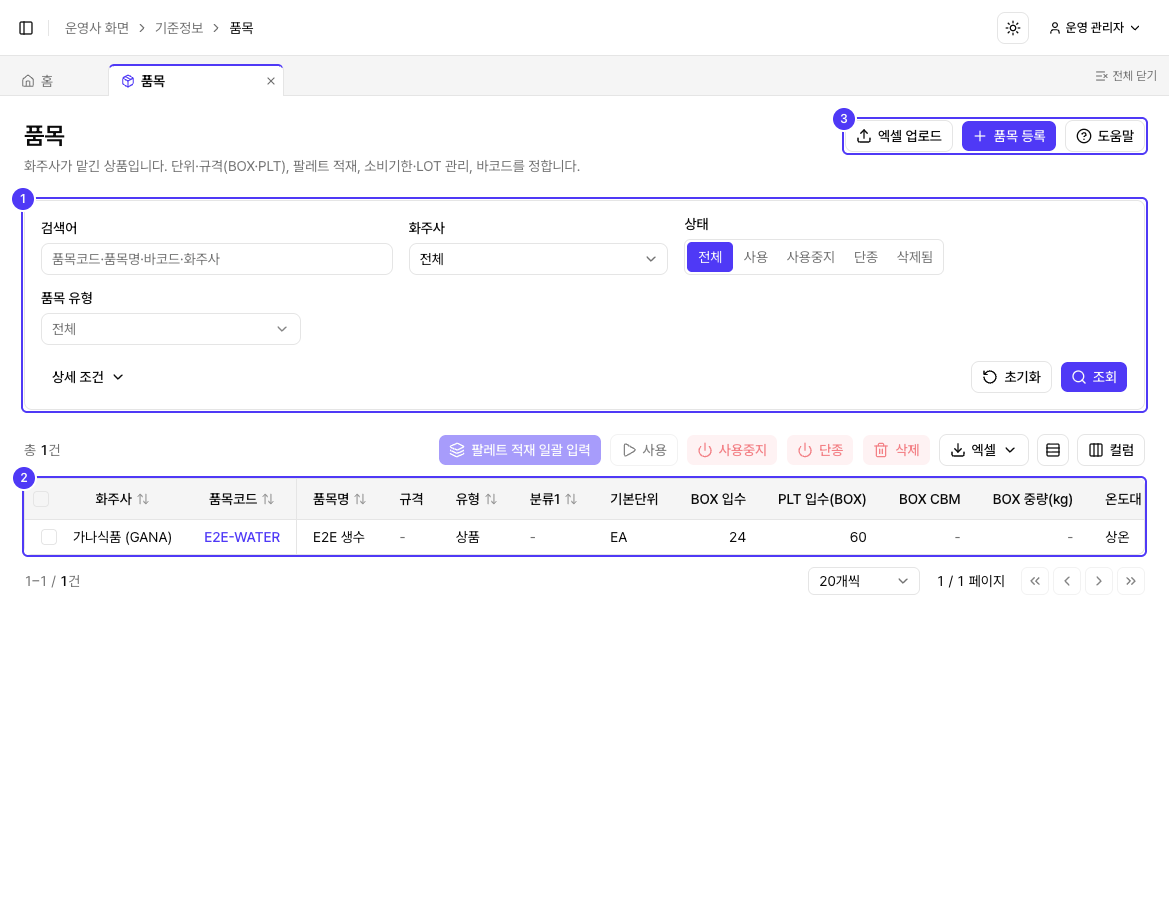 운영사 화면 > 기준정보 > 품목
운영 관리자
홈
품목
전체 닫기
품목
화주사가 맡긴 상품입니다. 단위·규격(BOX·PLT), 팔레트 적재, 소비기한·LOT 관리, 바코드를 정합니다.
3
엑셀 업로드
품목 등록
도움말
1
검색어
화주사
상태
품목코드·품목명·바코드·화주사
전체
전체 사용 사용중지 단종 삭제됨
품목 유형
전체
상세 조건
초기화
조회
총 1건
팔레트 적재 일괄 입력
사용
사용중지
단종
삭제
엑셀
컬럼
2
화주사 품목코드 품목명 규격 유형 분류1 기본단위 BOX 입수 PLT 입수(BOX) BOX CBM BOX 중량(kg) 온도대
가나식품 (GANA) E2E-WATER E2E 생수 - 상품 - EA 24 60 - - 상온
1–1 / 1건
20개씩
1 / 1 페이지